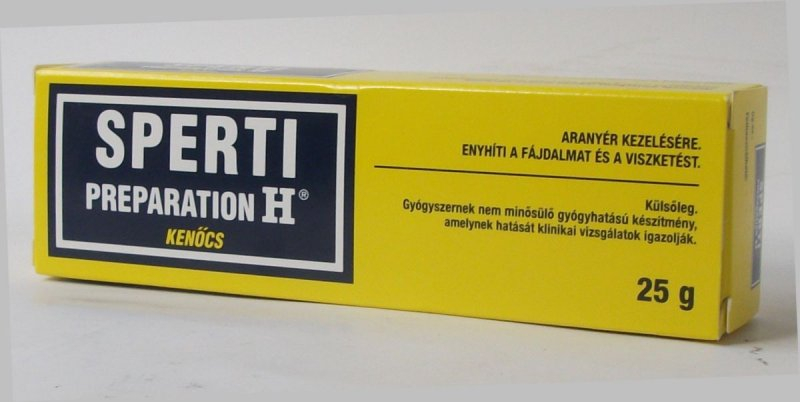 SPERTI
PREPARATION H®
KENŐCS
ARANYÉR KEZELÉSÉRE.
ENYHÍTI A FÁJDALMAT ÉS A VISZKETÉST.
Külsőleg.
Gyógyszernek nem minősülő gyógyhatású készítmény,
amelynek hatását klinikai vizsgálatok igazolják.
25 g